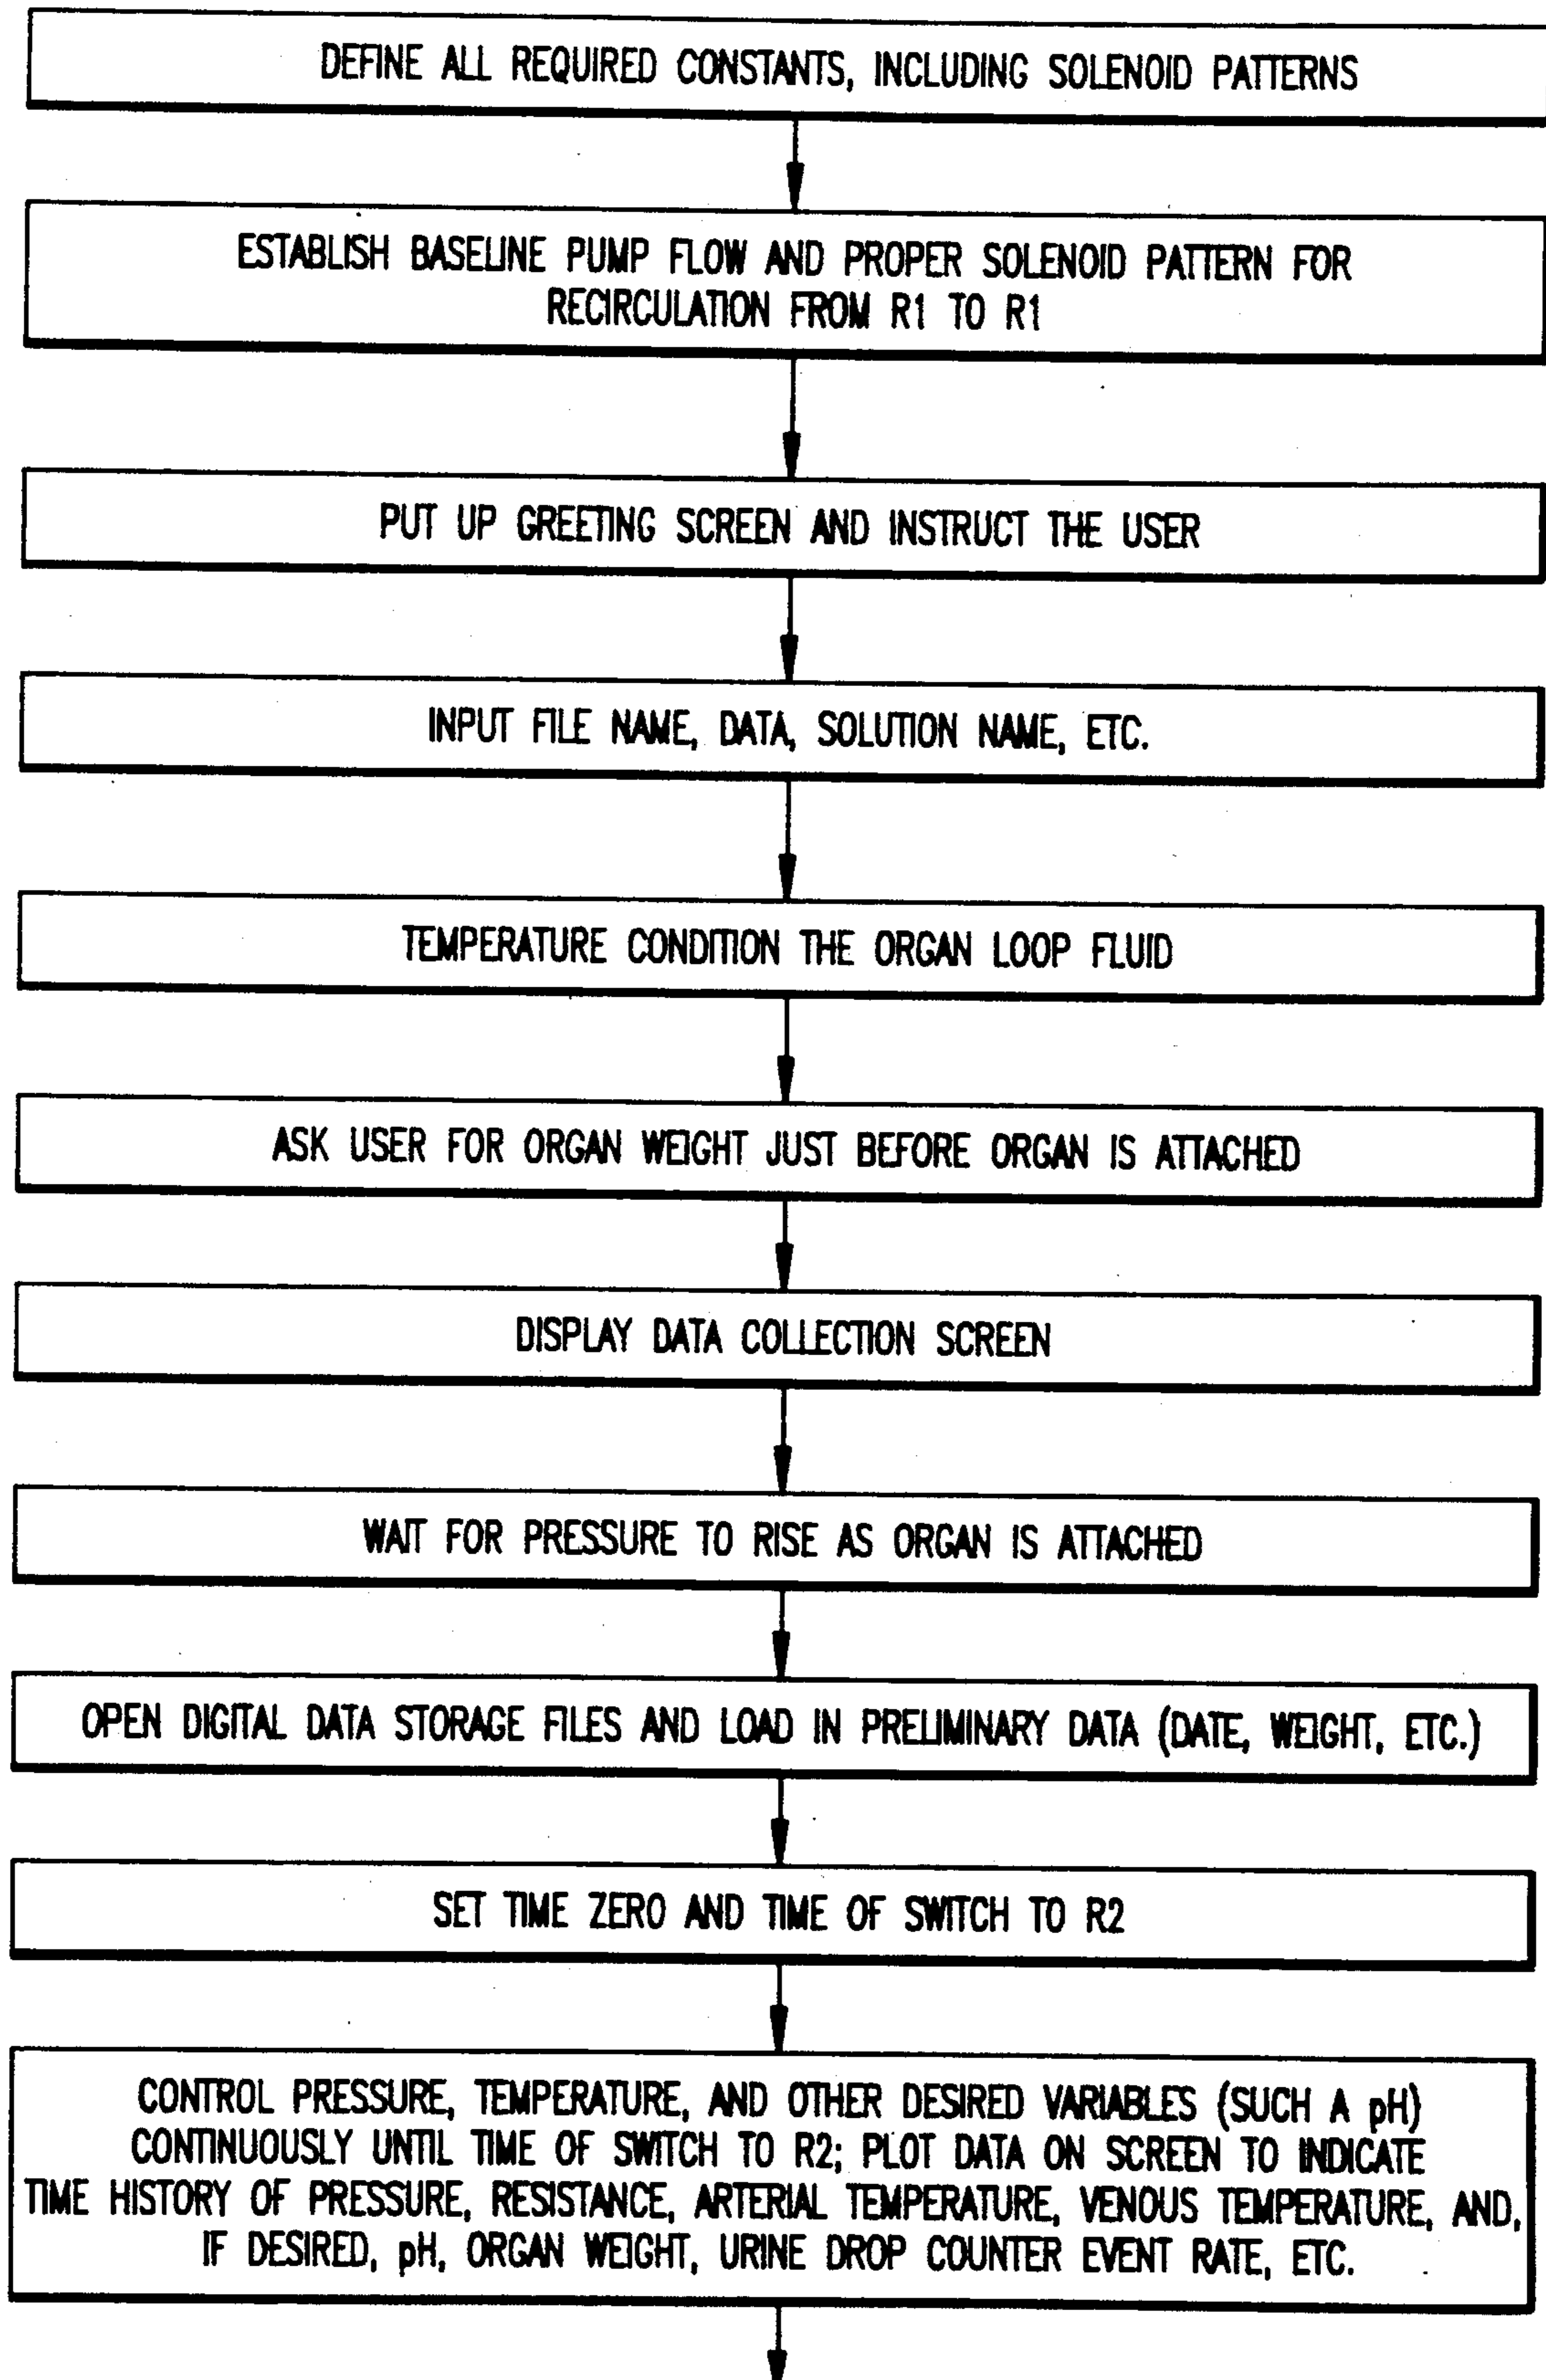 DEFINE ALL REQUIRED CONSTANTS, INCLUDING SOLENOID PATTERNS
ESTABLISH BASELINE PUMP FLOW AND PROPER SOLENOID PATTERN FOR
RECIRCULATION FROM R1 TO R1
PUT UP GREETING SCREEN AND INSTRUCT THE USER
INPUT FILE NAME, DATA, SOLUTION NAME, ETC.
TEMPERATURE CONDITION THE ORGAN LOOP FLUID
ASK USER FOR ORGAN WEIGHT JUST BEFORE ORGAN IS ATTACHED
DISPLAY DATA COLLECTION SCREEN
WAIT FOR PRESSURE TO RISE AS ORGAN IS ATTACHED
OPEN DIGITAL DATA STORAGE FILES AND LOAD IN PRELIMINARY DATA (DATE, WEIGHT, ETC.)
SET TIME ZERO AND TIME OF SWITCH TO R2
CONTROL PRESSURE, TEMPERATURE, AND OTHER DESIRED VARIABLES (SUCH A pH)
CONTINUOUSLY UNTIL TIME OF SWITCH TO R2; PLOT DATA ON SCREEN TO INDICATE
TIME HISTORY OF PRESSURE, RESISTANCE, ARTERIAL TEMPERATURE, VENOUS TEMPERATURE, AND,
IF DESIRED, pH, ORGAN WEIGHT, URINE DROP COUNTER EVENT RATE, ETC.